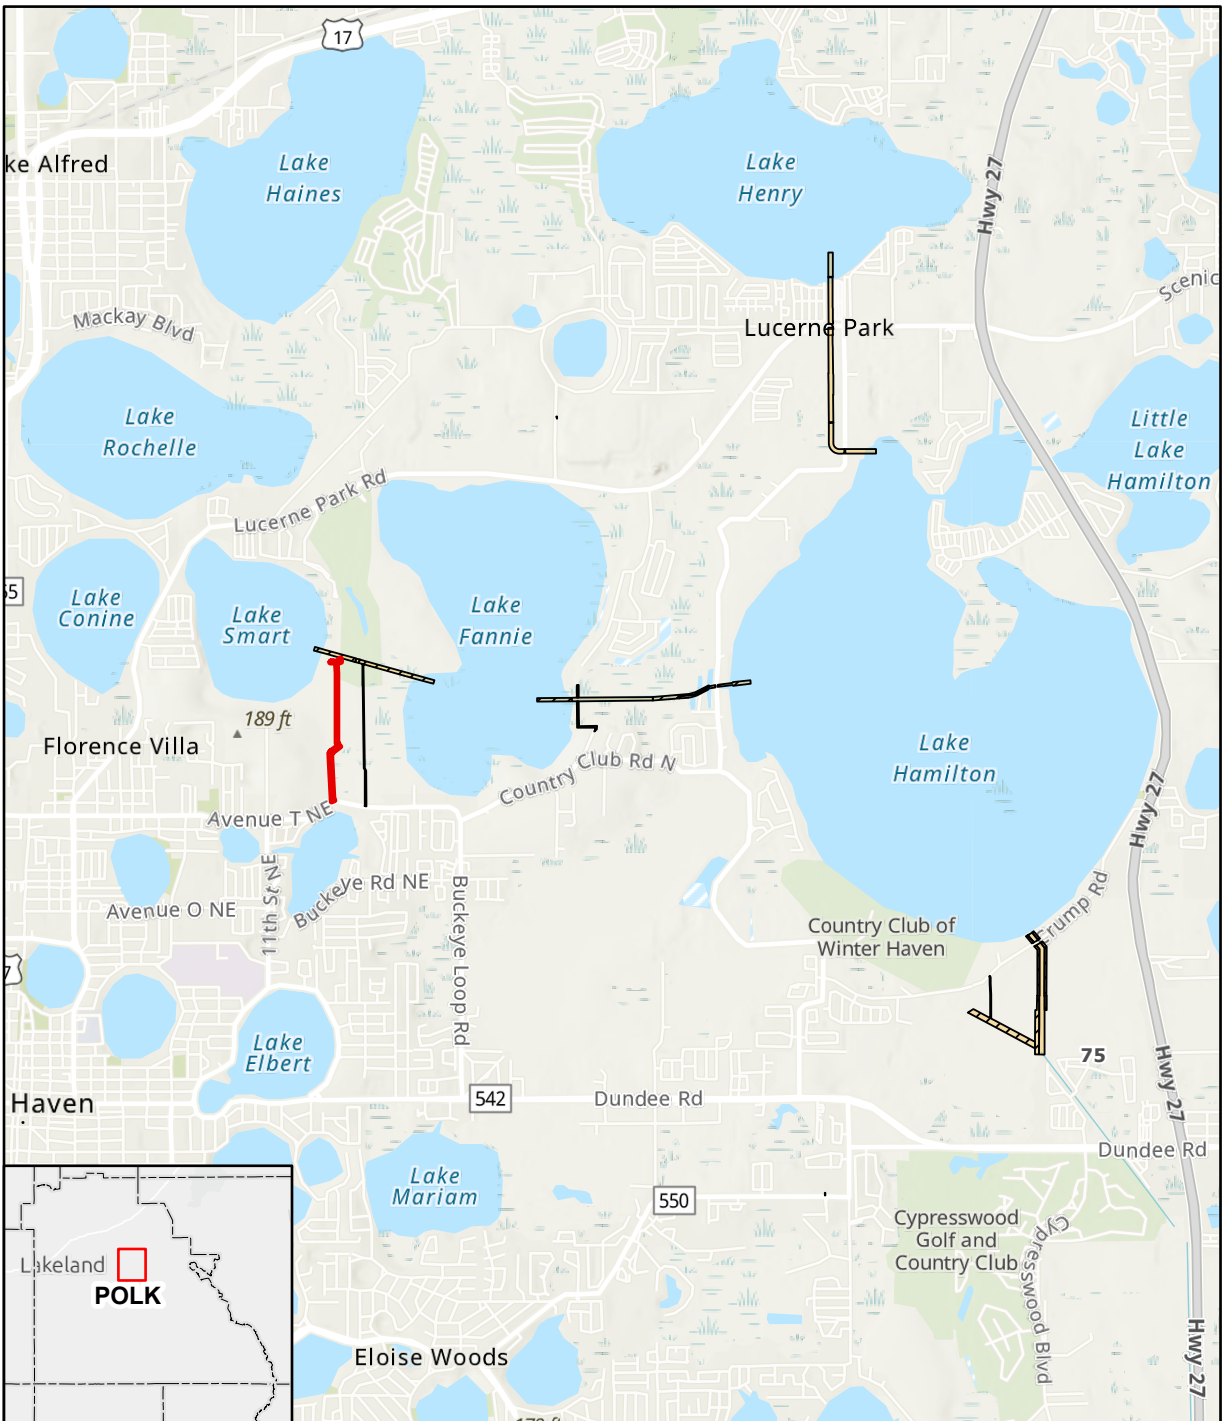 17
Lake
Haines
Lake
Henry
ke Alfred
Hwy 27
Scenic
Mackay Blvd
Lucerne Park
Lake
Rochelle
Little
Lake
Hamilton
Lucerne Park Rd
Lake
Conine
Lake
Smart
Lake
Fannie
189 ft
Florence Villa
Lake
Hamilton
Country Club Rd N
Hwy 27
Avenue T NE
Buckeye Rd NE
11th St NE
Avenue O NE
Buckeye Loop Rd
Country Club of
Winter Haven
Frump Rd
7
Lake
Elbert
75
Hwy 27
Haven
542
Dundee Rd
Dundee Rd
Lake
Mariam
550
Cypresswood
Golf and
Country Club
Cypresswood Blvd
Lakeland
POLK
Eloise Woods
Hwy 27